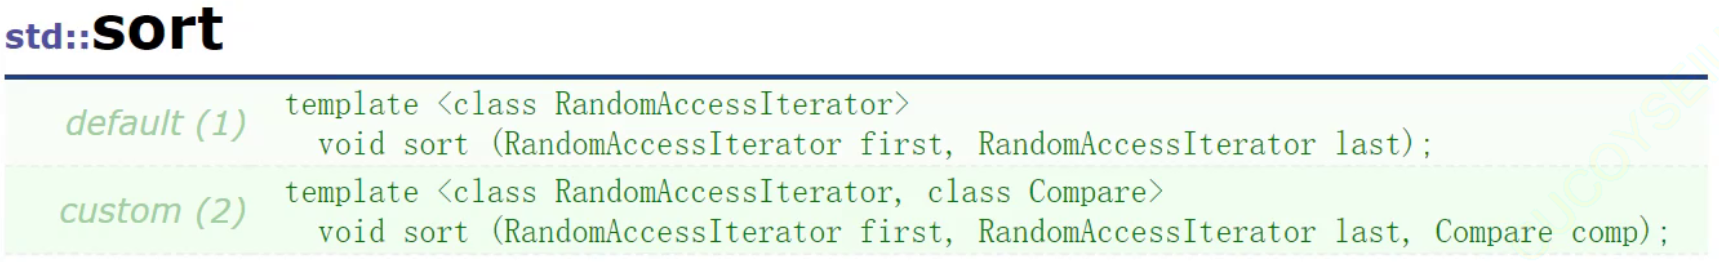 std::sort
default (1)
template <class RandomAccessIterator>
void sort (RandomAccessIterator first, RandomAccessIterator last);
custom (2)
template <class RandomAccessIterator, class Compare>
void sort (RandomAccessIterator first, RandomAccessIterator last, Compare comp);